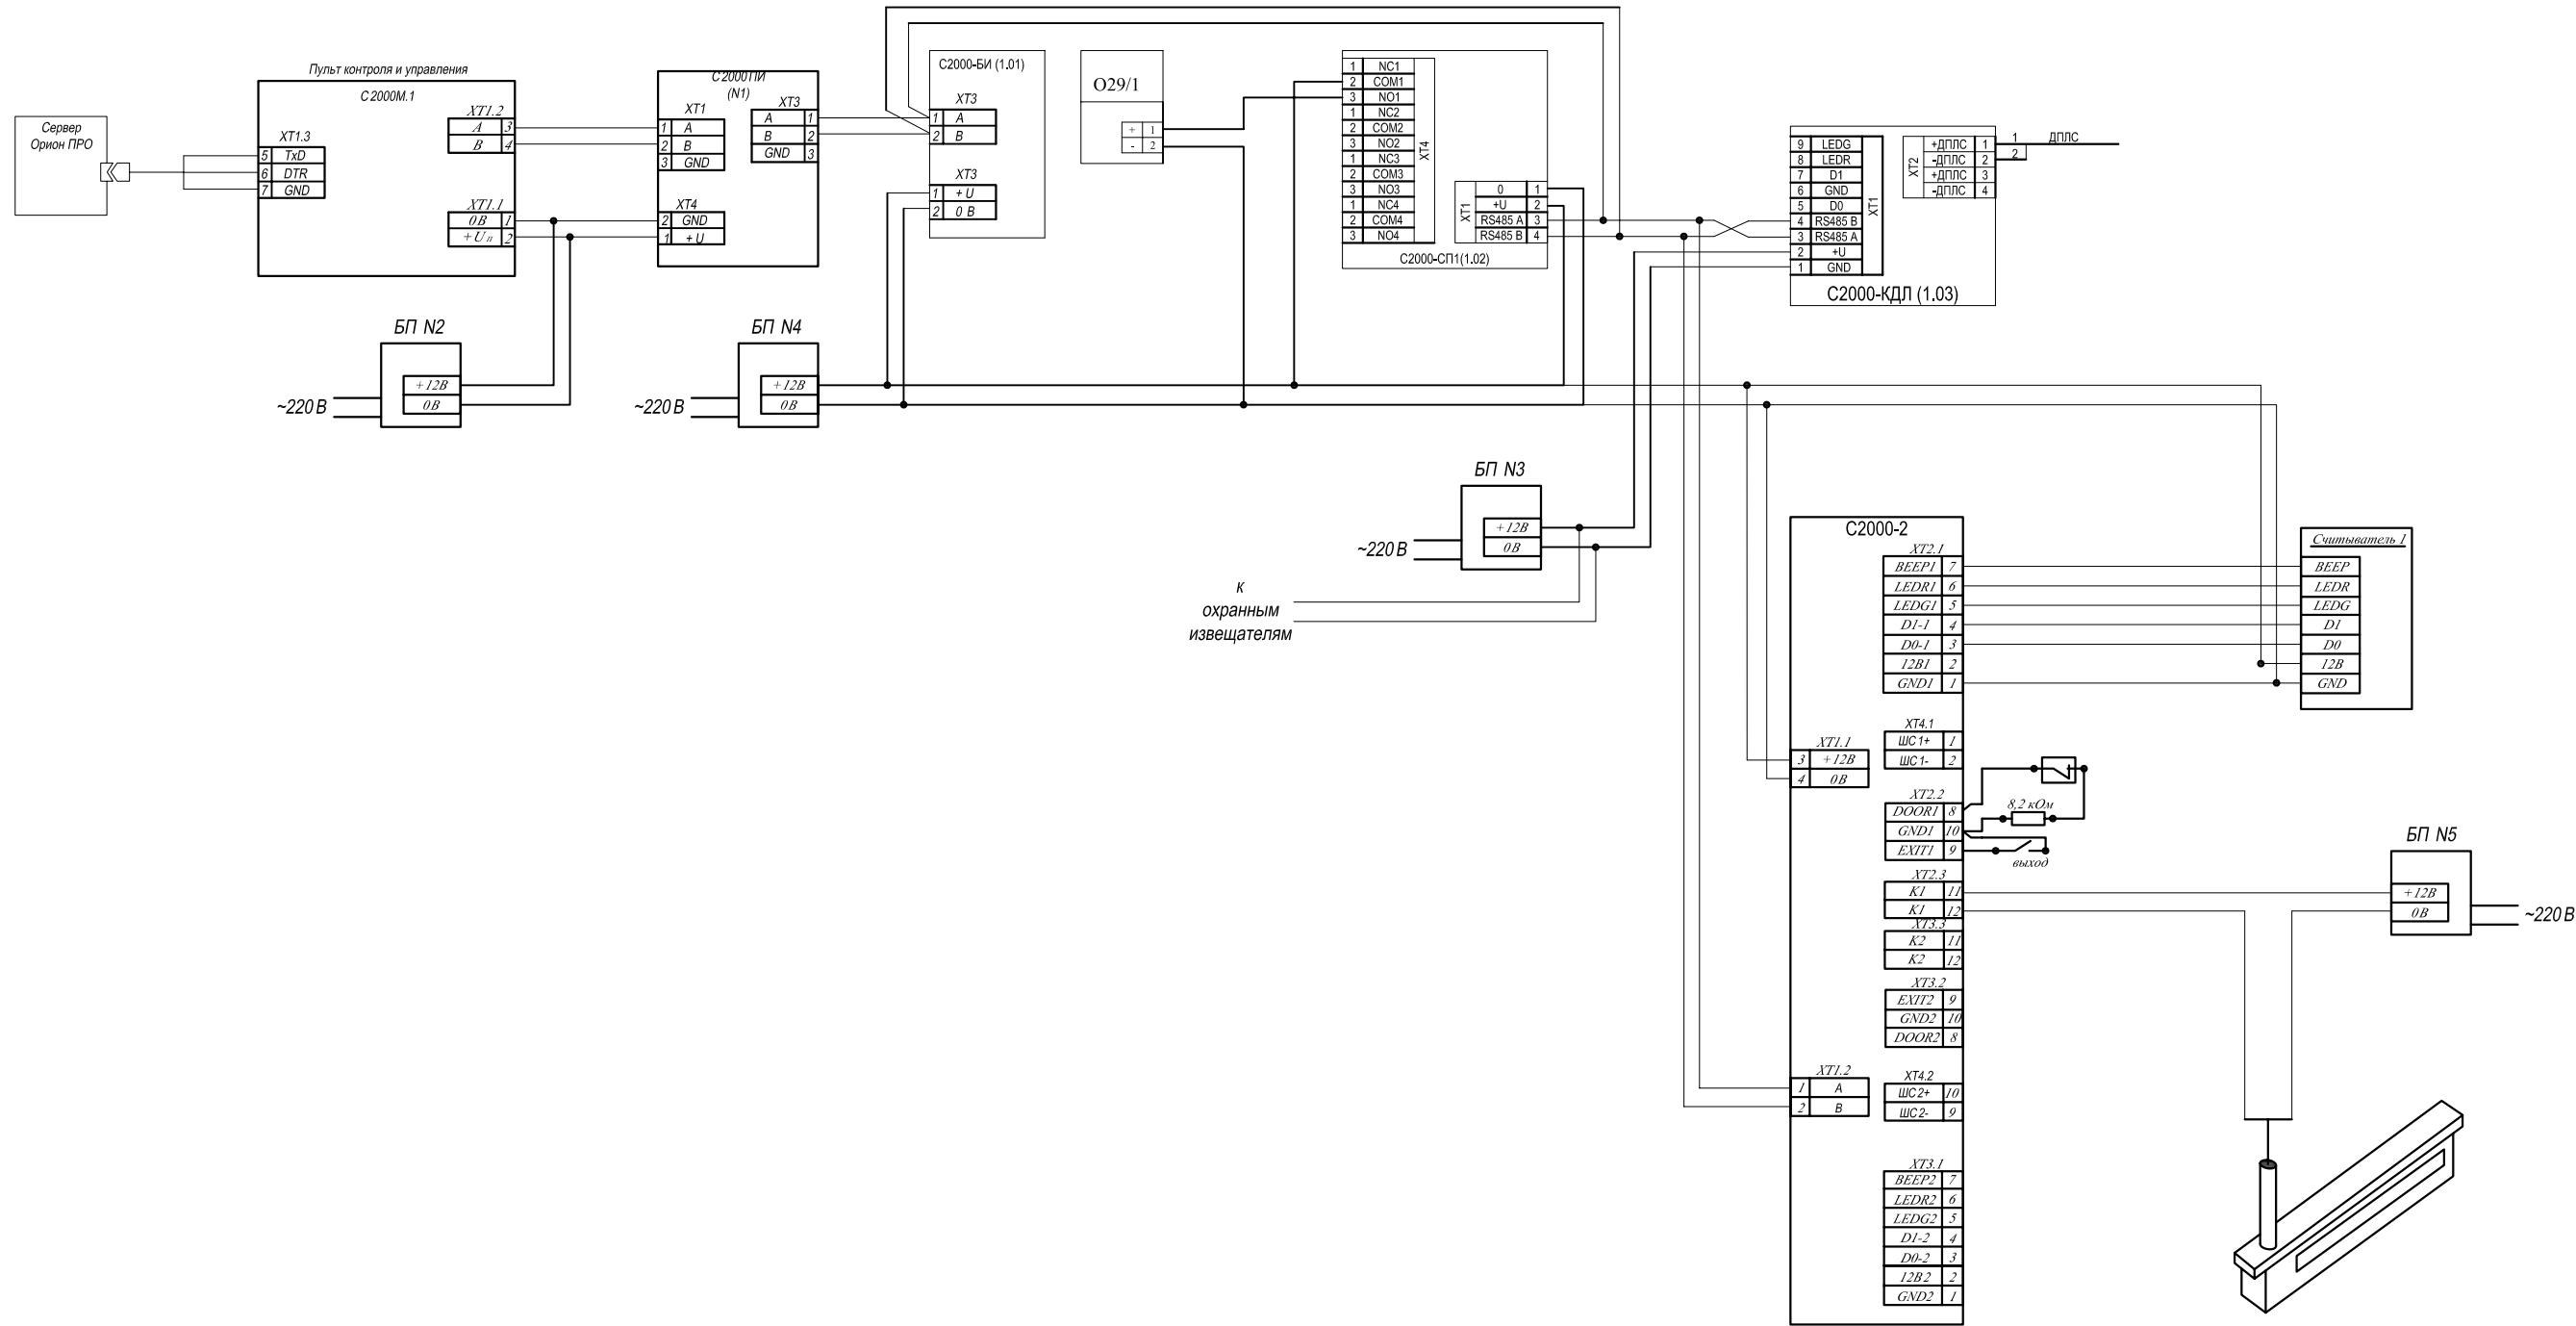 Пульт контроля и управления
С2000М.1
Сервер
Орион ПРО
XT1.3
5 TxD
6 DTR
7 GND
XT1.2
A 3
B 4
XT1.1
0В 1
+U п 2
С2000ПИ
(N1)
XT1
1 A
2 B
3 GND
XT3
A 1
B 2
GND 3
XT4
2 GND
1 +U
С2000-БИ (1.01)
XT3
1 A
2 B
XT3
1 +U
2 0 В
О29/1
+ 1
- 2
1 NC1
2 COM1
3 NO1
1 NC2
2 COM2
3 NO2
1 NC3
2 COM3
3 NO3
1 NC4
2 COM4
3 NO4
XT4
XT1
0 1
+U 2
RS485 A 3
RS485 B 4
С2000-СП1(1.02)
9 LEDG
8 LEDR
7 D1
6 GND
5 D0
4 RS485 B
3 RS485 A
2 +U
1 GND
XT1
XT2
+ДПЛС 1
-ДПЛС 2
+ДПЛС 3
-ДПЛС 4
1 ДПЛС
2
С2000-КДЛ (1.03)
БП N2
+12В
0В
~220 В
БП N4
+12В
0В
~220 В
БП N3
+12В
0В
~220 В
к
охранным
извещателям
С2000-2
XT2.1
BEEP1 7
LEDR1 6
LEDG1 5
D1-1 4
D0-1 3
12В1 2
GND1 1
XT4.1
ШС1+ 1
ШС1- 2
XT1.1
3 +12В
4 0В
XT2.2
DOOR1 8
GND1 10
EXIT1 9
8,2 кОм
выход
XT2.3
K1 11
K1 12
XT3.3
K2 11
K2 12
XT3.2
EXIT2 9
GND2 10
DOOR2 8
XT1.2
1 A
2 B
XT4.2
ШС2+ 10
ШС2- 9
XT3.1
BEEP2 7
LEDR2 6
LEDG2 5
D1-2 4
D0-2 3
12В2 2
GND2 1
Считыватель 1
BEEP
LEDR
LEDG
D1
D0
12В
GND
БП N5
+12В
0В
~220 В